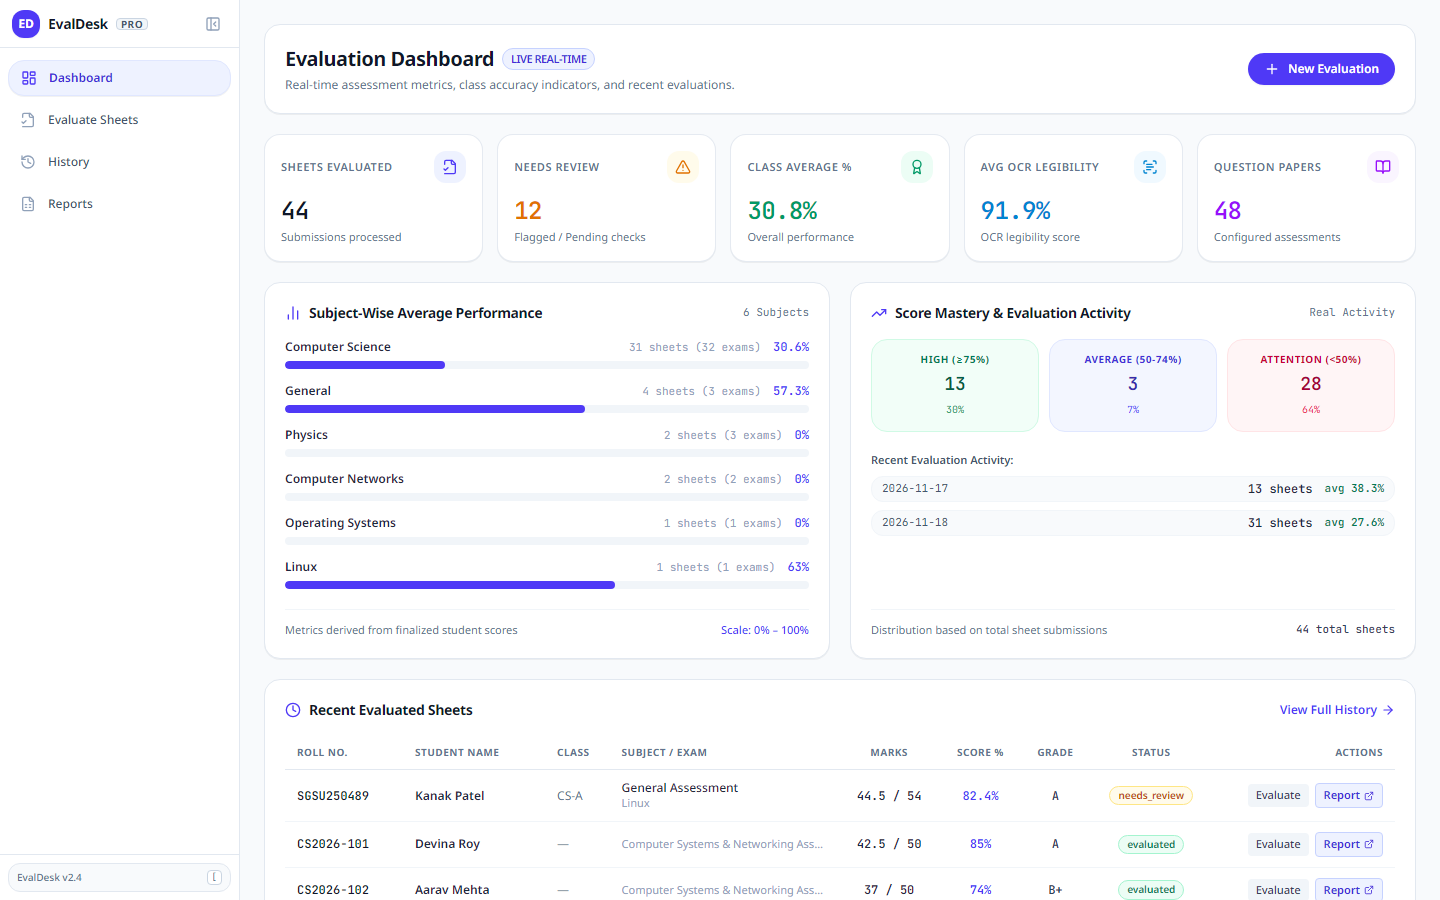 ED EvalDesk PRO
Dashboard
Evaluate Sheets
History
Reports
EvalDesk v2.4 [
Evaluation Dashboard LIVE REAL-TIME
Real-time assessment metrics, class accuracy indicators, and recent evaluations.
+ New Evaluation
SHEETS EVALUATED
44
Submissions processed
NEEDS REVIEW
12
Flagged / Pending checks
CLASS AVERAGE %
30.8%
Overall performance
AVG OCR LEGIBILITY
91.9%
OCR legibility score
QUESTION PAPERS
48
Configured assessments
Subject-Wise Average Performance 6 Subjects
Computer Science 31 sheets (32 exams) 30.6%
General 4 sheets (3 exams) 57.3%
Physics 2 sheets (3 exams) 0%
Computer Networks 2 sheets (2 exams) 0%
Operating Systems 1 sheets (1 exams) 0%
Linux 1 sheets (1 exams) 63%
Metrics derived from finalized student scores Scale: 0% – 100%
Score Mastery & Evaluation Activity Real Activity
HIGH (≥75%)
13
30%
AVERAGE (50-74%)
3
7%
ATTENTION (<50%)
28
64%
Recent Evaluation Activity:
2026-11-17 13 sheets avg 38.3%
2026-11-18 31 sheets avg 27.6%
Distribution based on total sheet submissions 44 total sheets
Recent Evaluated Sheets View Full History →
ROLL NO. STUDENT NAME CLASS SUBJECT / EXAM MARKS SCORE % GRADE STATUS ACTIONS
SGSU250489 Kanak Patel CS-A General Assessment 44.5 / 54 82.4% A needs_review Evaluate Report
Linux
CS2026-101 Devina Roy — Computer Systems & Networking Ass... 42.5 / 50 85% A evaluated Evaluate Report
CS2026-102 Aarav Mehta — Computer Systems & Networking Ass... 37 / 50 74% B+ evaluated Evaluate Report